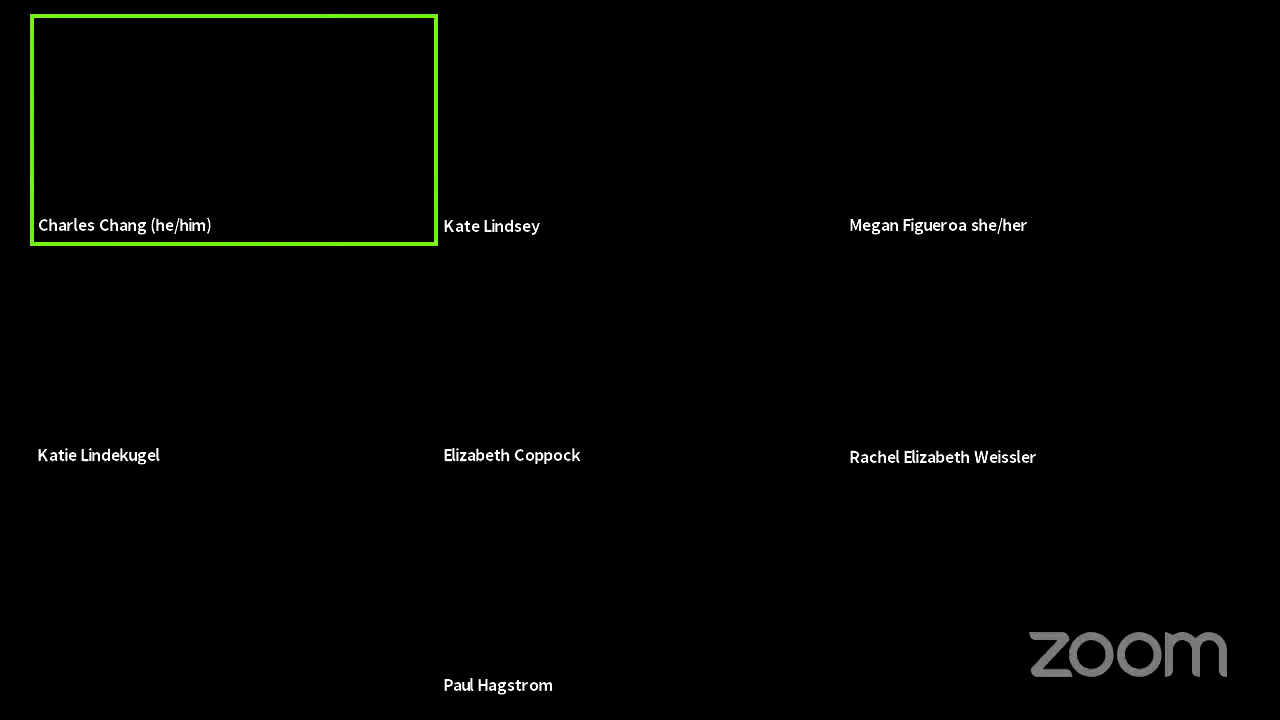 Charles Chang (he/him)
Kate Lindsey
Megan Figueroa she/her
Katie Lindekugel
Elizabeth Coppock
Rachel Elizabeth Weissler
Paul Hagstrom
zoom